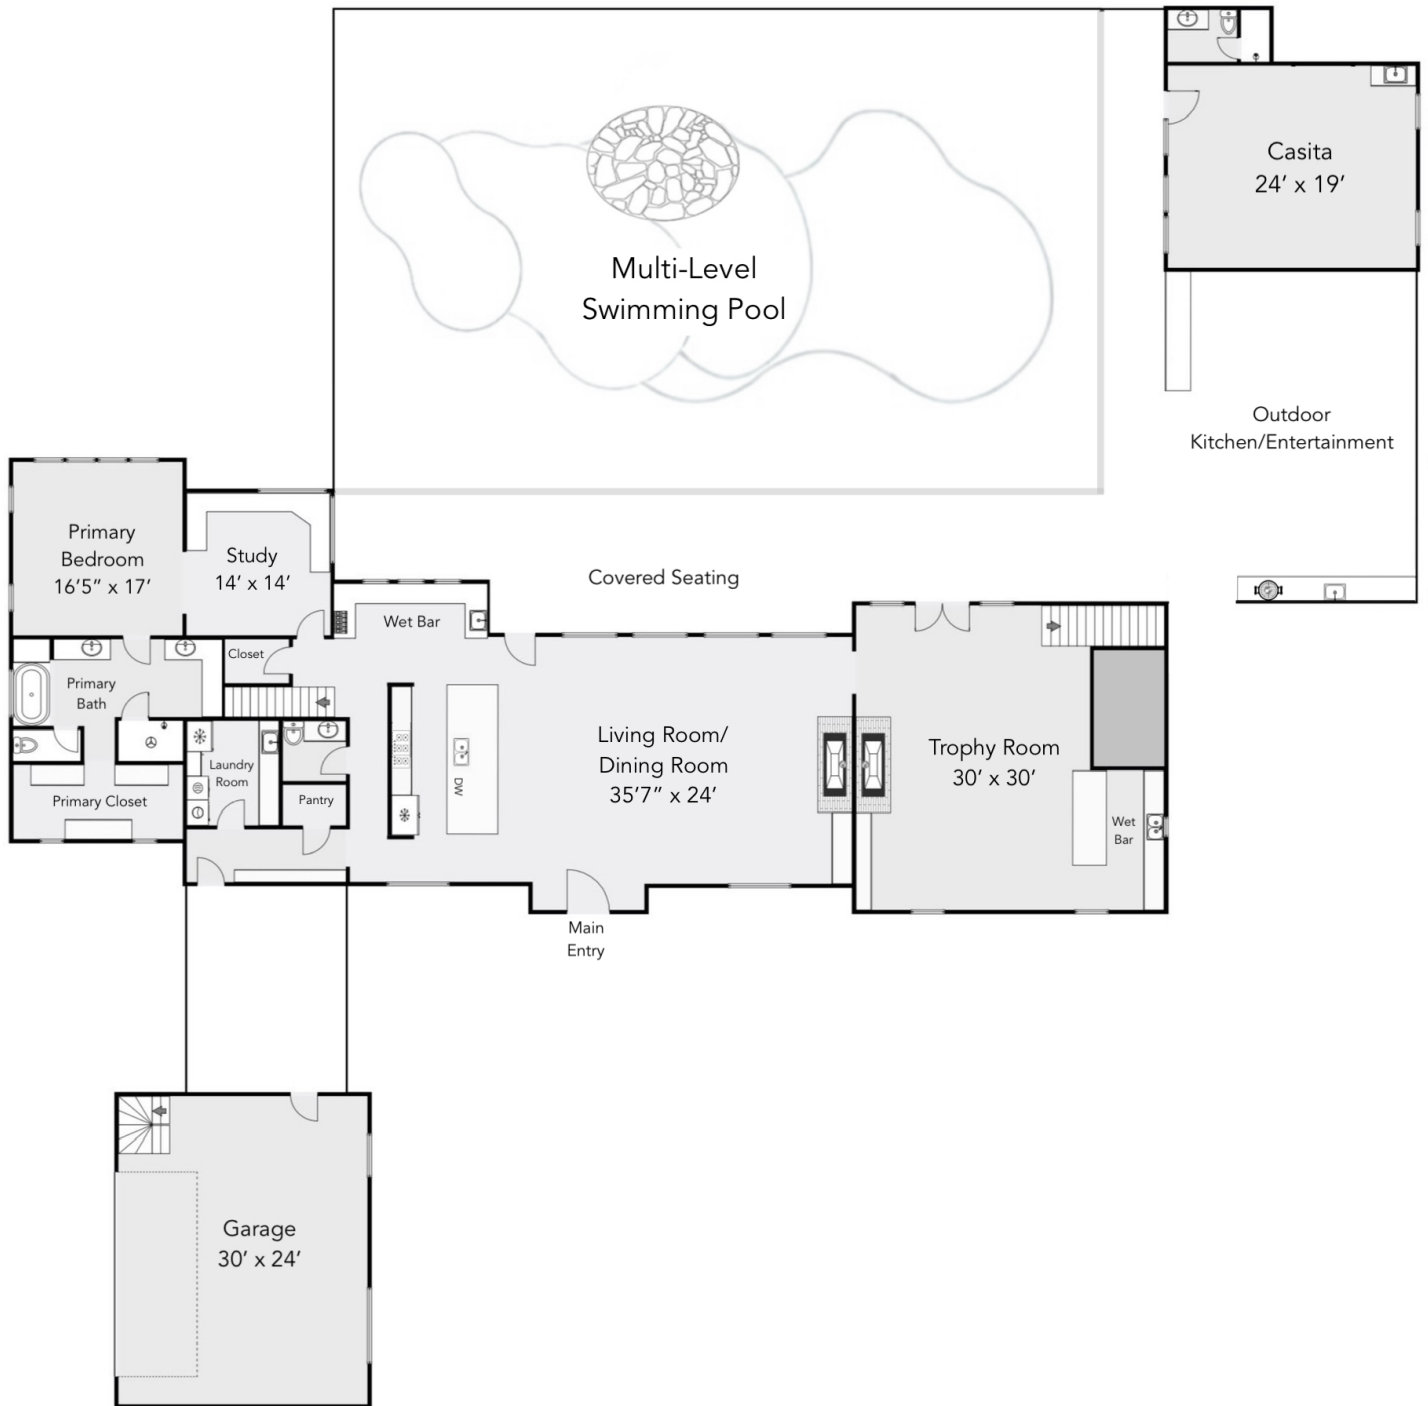 Casita
24’ x 19’
Multi-Level
Swimming Pool
Outdoor
Kitchen/Entertainment
Primary
Bedroom
16’5” x 17’
Study
14’ x 14’
Covered Seating
Wet Bar
Closet
Primary
Bath
Living Room/
Dining Room
35’7” x 24’
Trophy Room
30’ x 30’
Laundry
Room
DW
Primary Closet
Pantry
Wet
Bar
Main
Entry
Garage
30’ x 24’